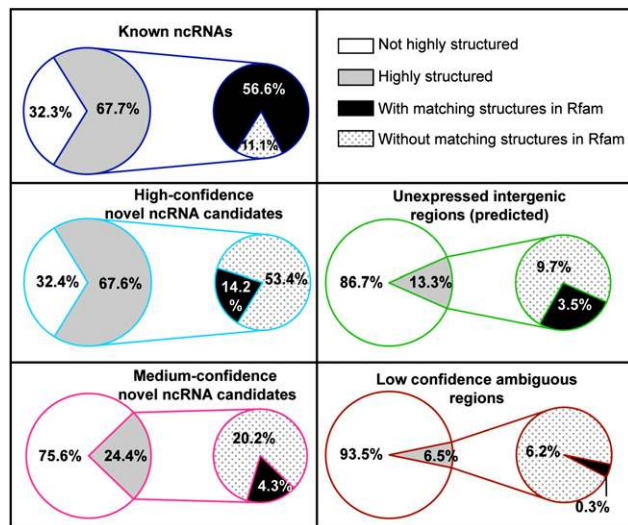 Known ncRNAs
32.3%
67.7%
56.6%
11.1%
Not highly structured
Highly structured
With matching structures in Rfam
Without matching structures in Rfam
High-confidence
novel ncRNA candidates
32.4%
67.6%
14.2
%
53.4%
Unexpressed intergenic
regions (predicted)
86.7%
13.3%
9.7%
3.5%
Medium-confidence
novel ncRNA candidates
75.6%
24.4%
20.2%
4.3%
Low confidence ambiguous
regions
93.5%
6.5%
6.2%
0.3%